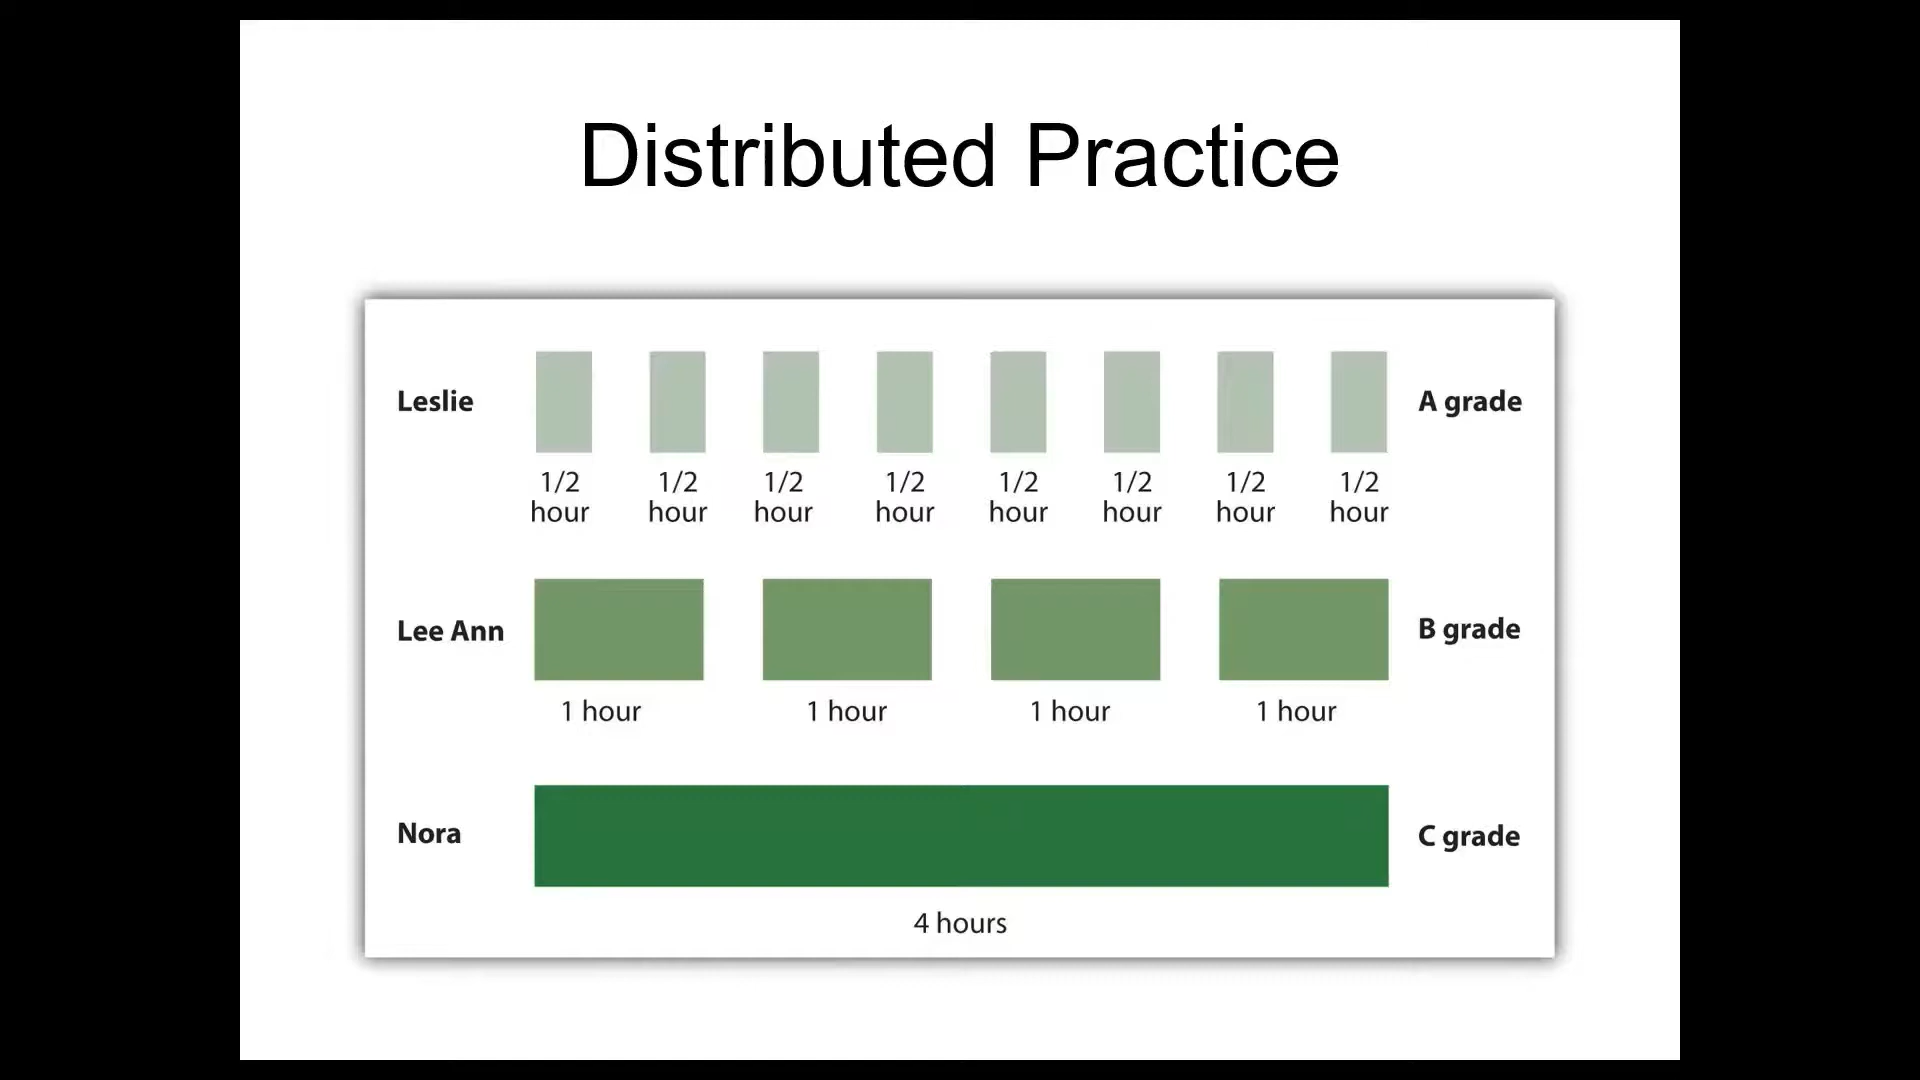 Distributed Practice
Leslie
A grade
1/2 1/2 1/2 1/2 1/2 1/2 1/2 1/2
hour hour hour hour hour hour hour hour
Lee Ann
B grade
1 hour 1 hour 1 hour 1 hour
Nora
C grade
4 hours